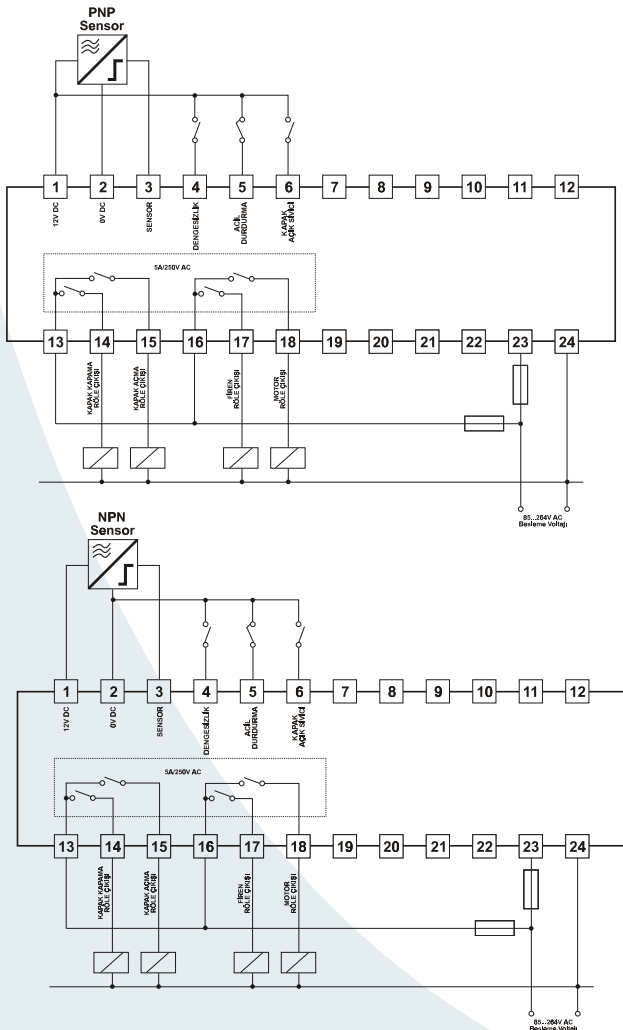 PNP
Sensor
1 2 3 4 5 6 7 8 9 10 11 12
12V DC
0V DC
SENSOR
DENGESİZLİK
ACİL
DURDURMA
KAPAK
AÇIK SİVİCİ
5A/250V AC
13 14 15 16 17 18 19 20 21 22 23 24
KAPAK KAPAMA
RÖLE ÇIKIŞI
KAPAK AÇMA
RÖLE ÇIKIŞI
FİREN
RÖLE ÇIKIŞI
MOTOR
RÖLE ÇIKIŞI
85...264V AC
Besleme Voltajı
NPN
Sensor
1 2 3 4 5 6 7 8 9 10 11 12
12V DC
0V DC
SENSOR
DENGESİZLİK
ACİL
DURDURMA
KAPAK
AÇIK SİVİCİ
5A/250V AC
13 14 15 16 17 18 19 20 21 22 23 24
KAPAK KAPAMA
RÖLE ÇIKIŞI
KAPAK AÇMA
RÖLE ÇIKIŞI
FİREN
RÖLE ÇIKIŞI
MOTOR
RÖLE ÇIKIŞI
85...264V AC
Besleme Voltajı